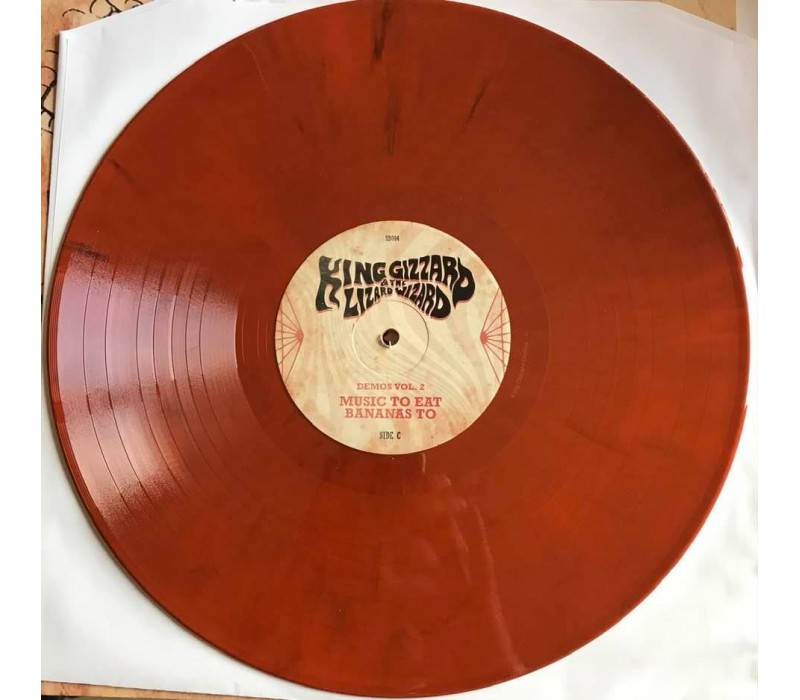 KING GIZZARD
& THE
LIZARD WIZARD
DEMOS VOL. 2
MUSIC TO EAT
BANANAS TO
SIDE C